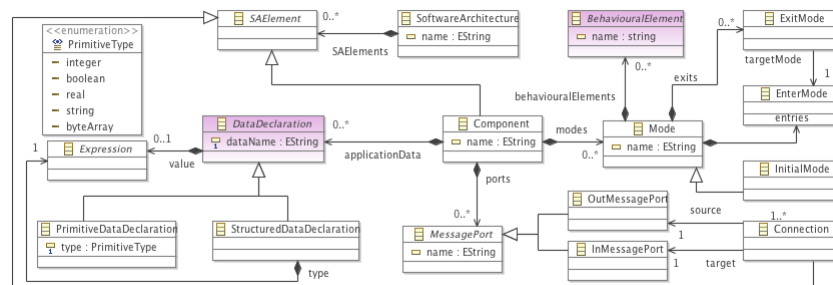 <<enumeration>>
PrimitiveType
integer
boolean
real
string
byteArray
SAElement
0..*
SAElements
SoftwareArchitecture
name : EString
BehaviouralElement
name : string
0..*
behaviouralElements
exits
0..*
ExitMode
targetMode
1
EnterMode
entries
1
Expression
0..1
value
DataDeclaration
dataName : EString
0..*
applicationData
Component
name : EString
modes
0..*
Mode
name : EString
InitialMode
ports
0..*
PrimitiveDataDeclaration
type : PrimitiveType
StructuredDataDeclaration
type
MessagePort
name : EString
OutMessagePort
InMessagePort
source
1
1..*
Connection
1
target